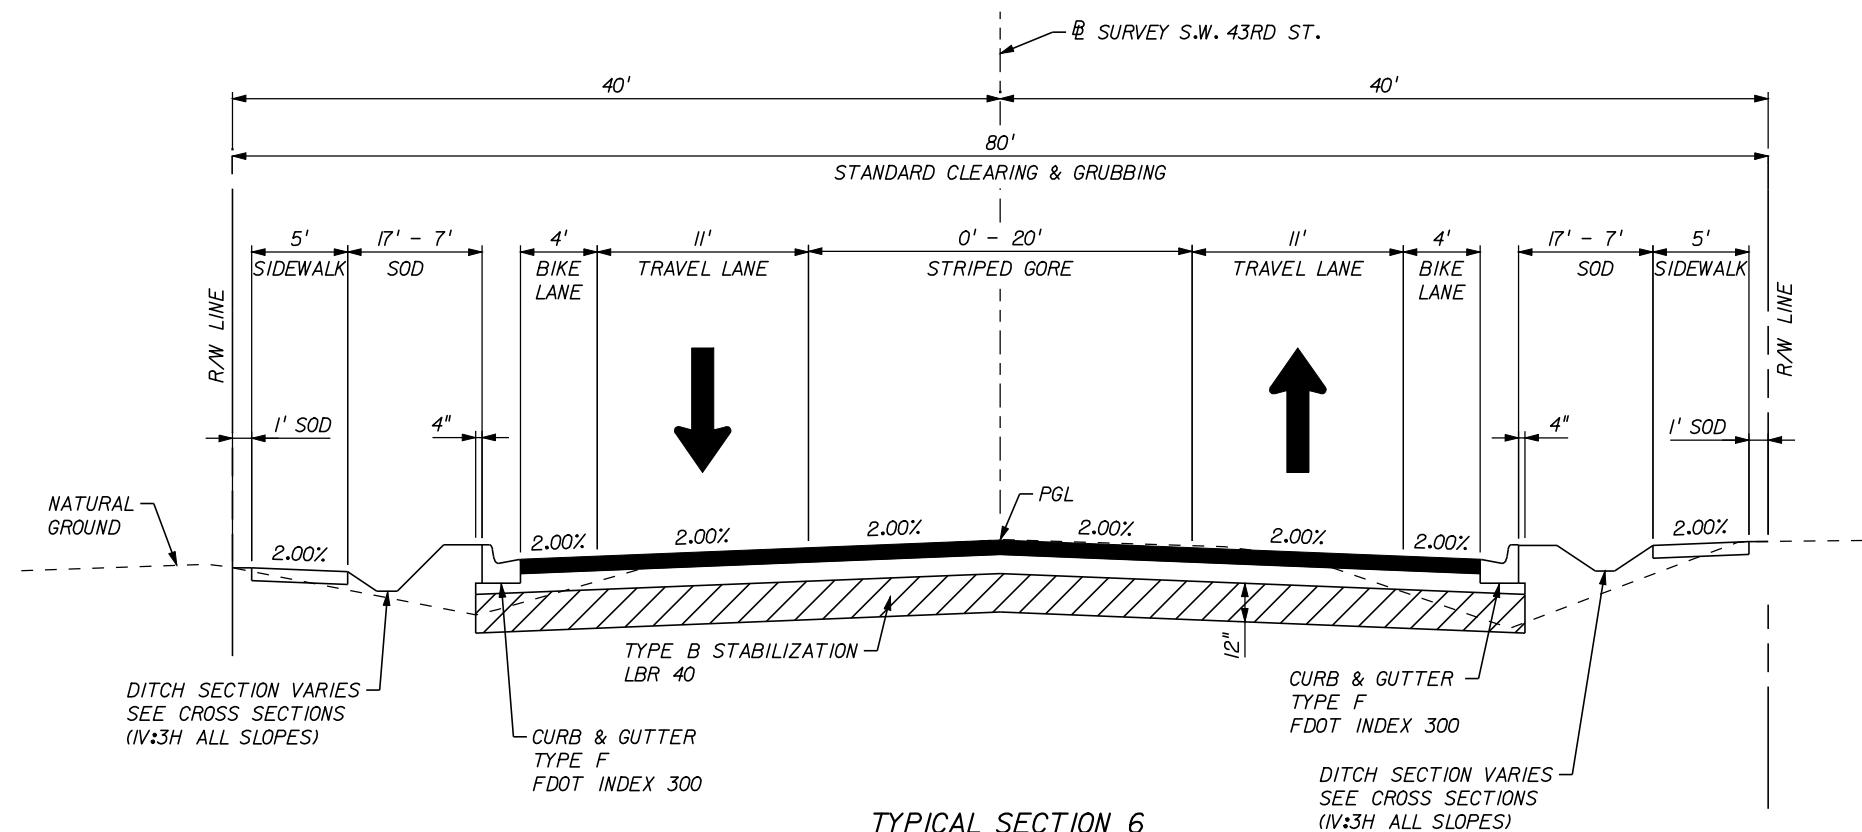 ℄ SURVEY S.W. 43RD ST.
40' 40'
80'
STANDARD CLEARING & GRUBBING
5' 17' - 7' 4' 11' 0' - 20' 11' 4' 17' - 7' 5'
SIDEWALK SOD BIKE TRAVEL LANE STRIPED GORE TRAVEL LANE BIKE SOD SIDEWALK
LANE LANE
R/W LINE R/W LINE
1' SOD 4" 4" 1' SOD
NATURAL
GROUND
PGL
2.00% 2.00% 2.00% 2.00% 2.00% 2.00% 2.00% 2.00%
12"
TYPE B STABILIZATION
LBR 40
DITCH SECTION VARIES
SEE CROSS SECTIONS
(1V:3H ALL SLOPES)
CURB & GUTTER
TYPE F
FDOT INDEX 300
CURB & GUTTER
TYPE F
FDOT INDEX 300
DITCH SECTION VARIES
SEE CROSS SECTIONS
(1V:3H ALL SLOPES)
TYPICAL SECTION 6